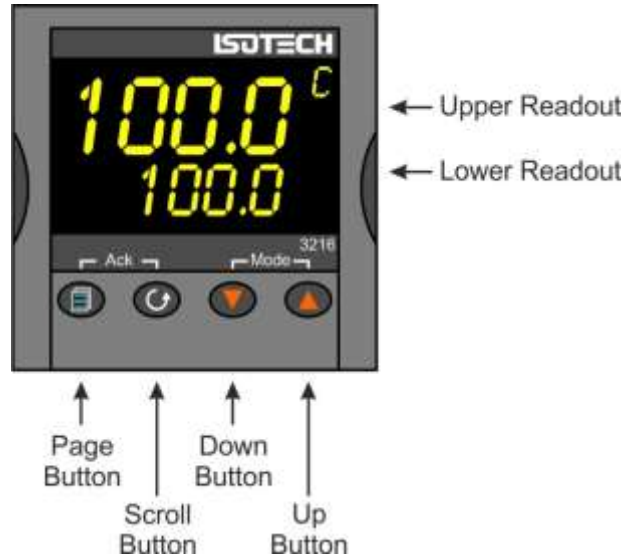 ISOTECH
100.0 C
100.0
3216
Ack Mode
Upper Readout
Lower Readout
Page
Button
Down
Button
Scroll
Button
Up
Button